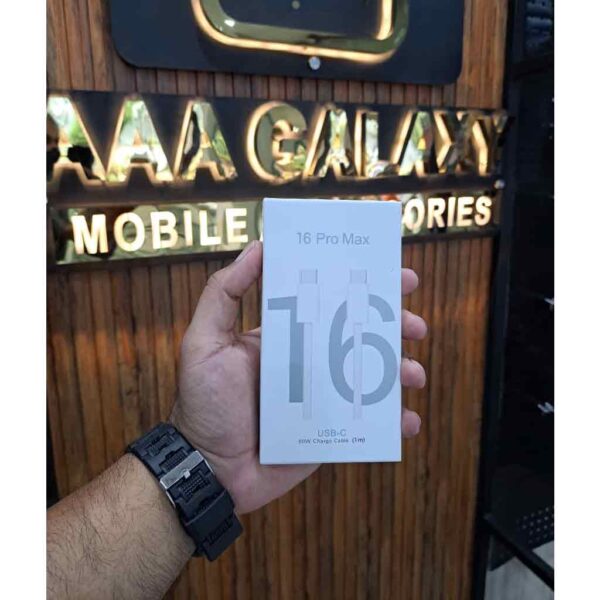 AAA GALAXY
MOBILE ORIES
16 Pro Max
16
USB-C
60W Charge Cable (1m)